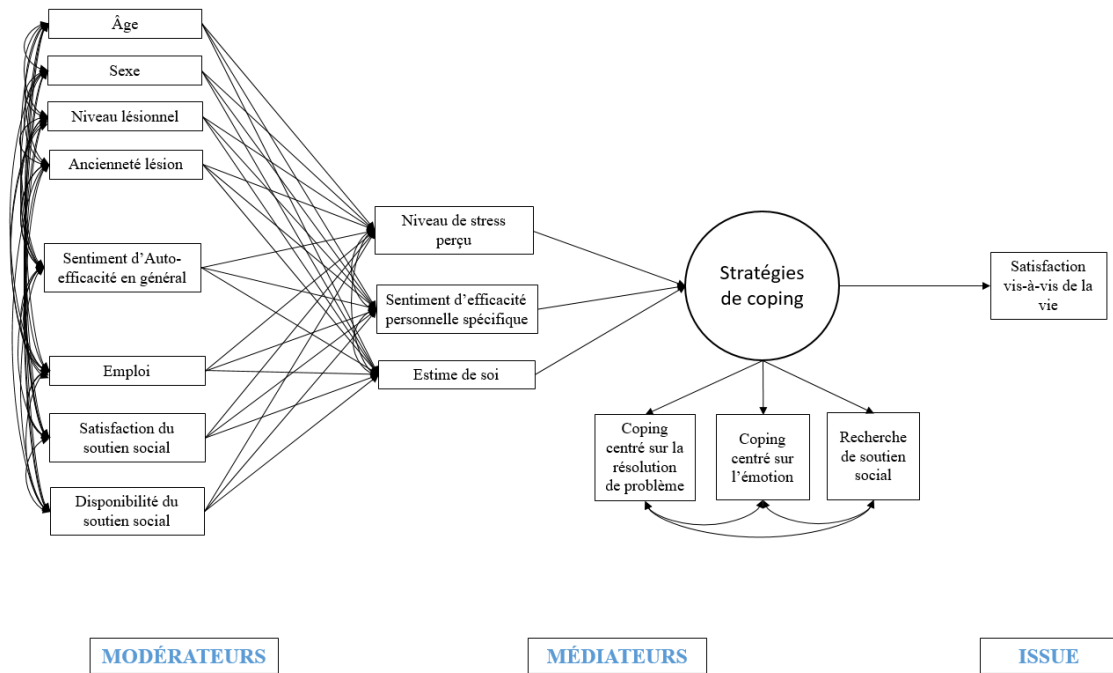 Âge
Sexe
Niveau lésionnel
Ancienneté lésion
Sentiment d'Auto-
efficacité en général
Emploi
Satisfaction du
soutien social
Disponibilité du
soutien social
Niveau de stress
perçu
Sentiment d'efficacité
personnelle spécifique
Estime de soi
Stratégies
de coping
Coping
centré sur la
résolution
de problème
Coping
centré sur
l'émotion
Recherche
de soutien
social
Satisfaction
vis-à-vis de la
vie
MODÉRATEURS
MÉDIATEURS
ISSUE